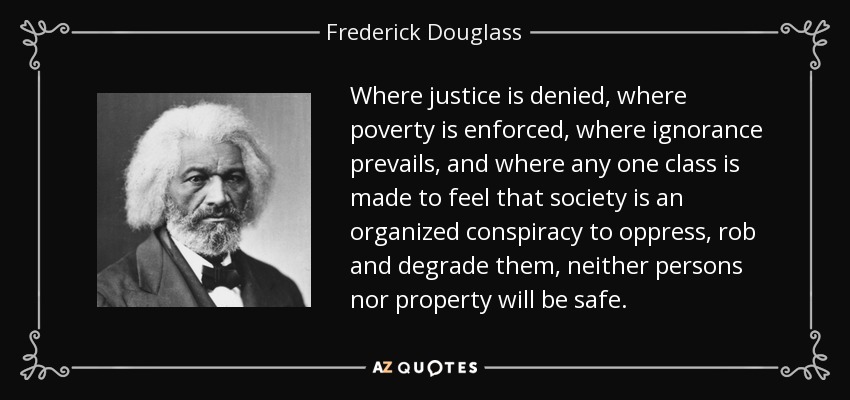 Frederick Douglass
Where justice is denied, where
poverty is enforced, where ignorance
prevails, and where any one class is
made to feel that society is an
organized conspiracy to oppress, rob
and degrade them, neither persons
nor property will be safe.
AZ QUOTES